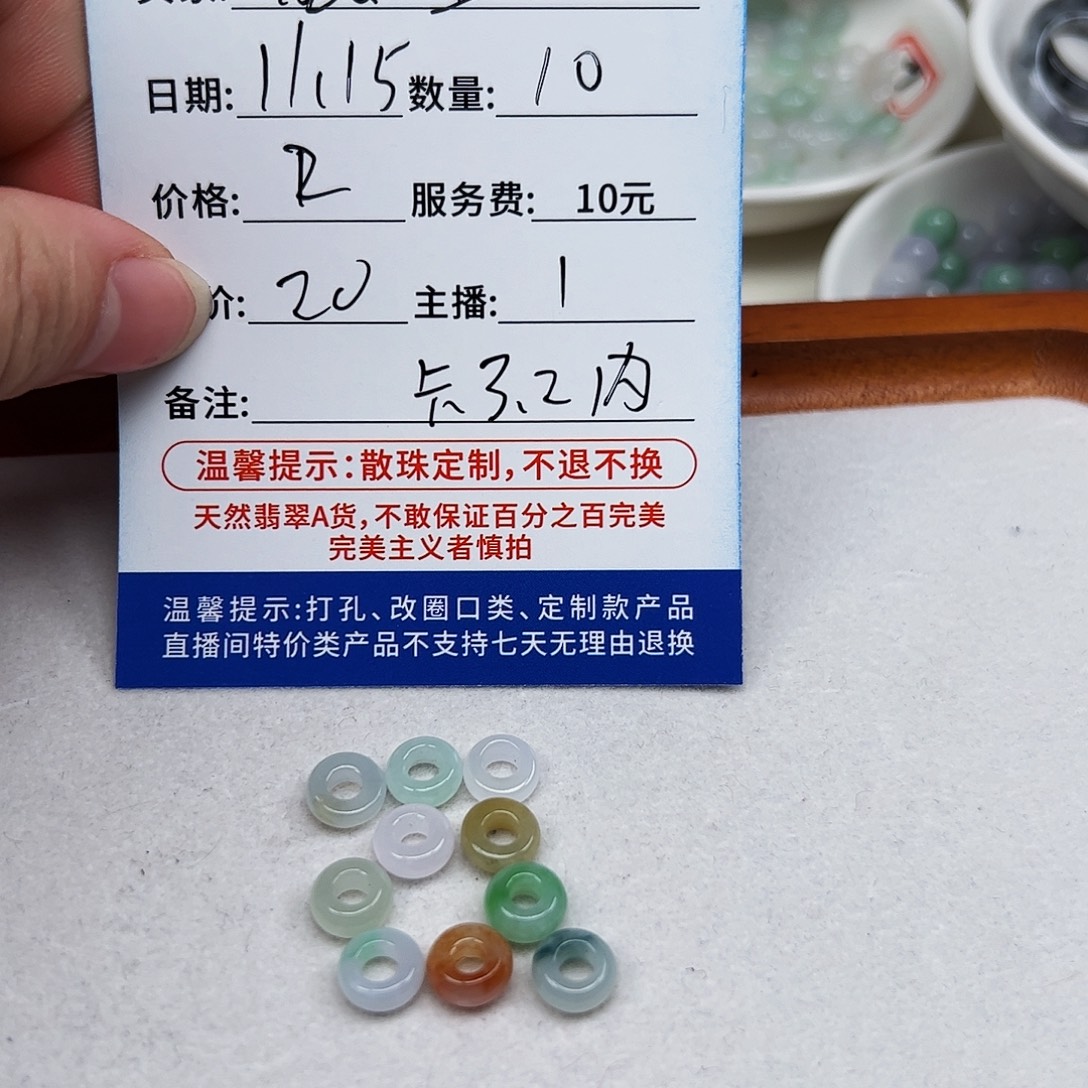 日期: 11.15 数量: 10
价格: R 服务费: 10元
价: 20 主播: 1
备注: 卡3.2内
温馨提示:散珠定制,不退不换
天然翡翠A货,不敢保证百分之百完美
完美主义者慎拍
温馨提示:打孔、改圈口类、定制款产品
直播间特价类产品不支持七天无理由退换